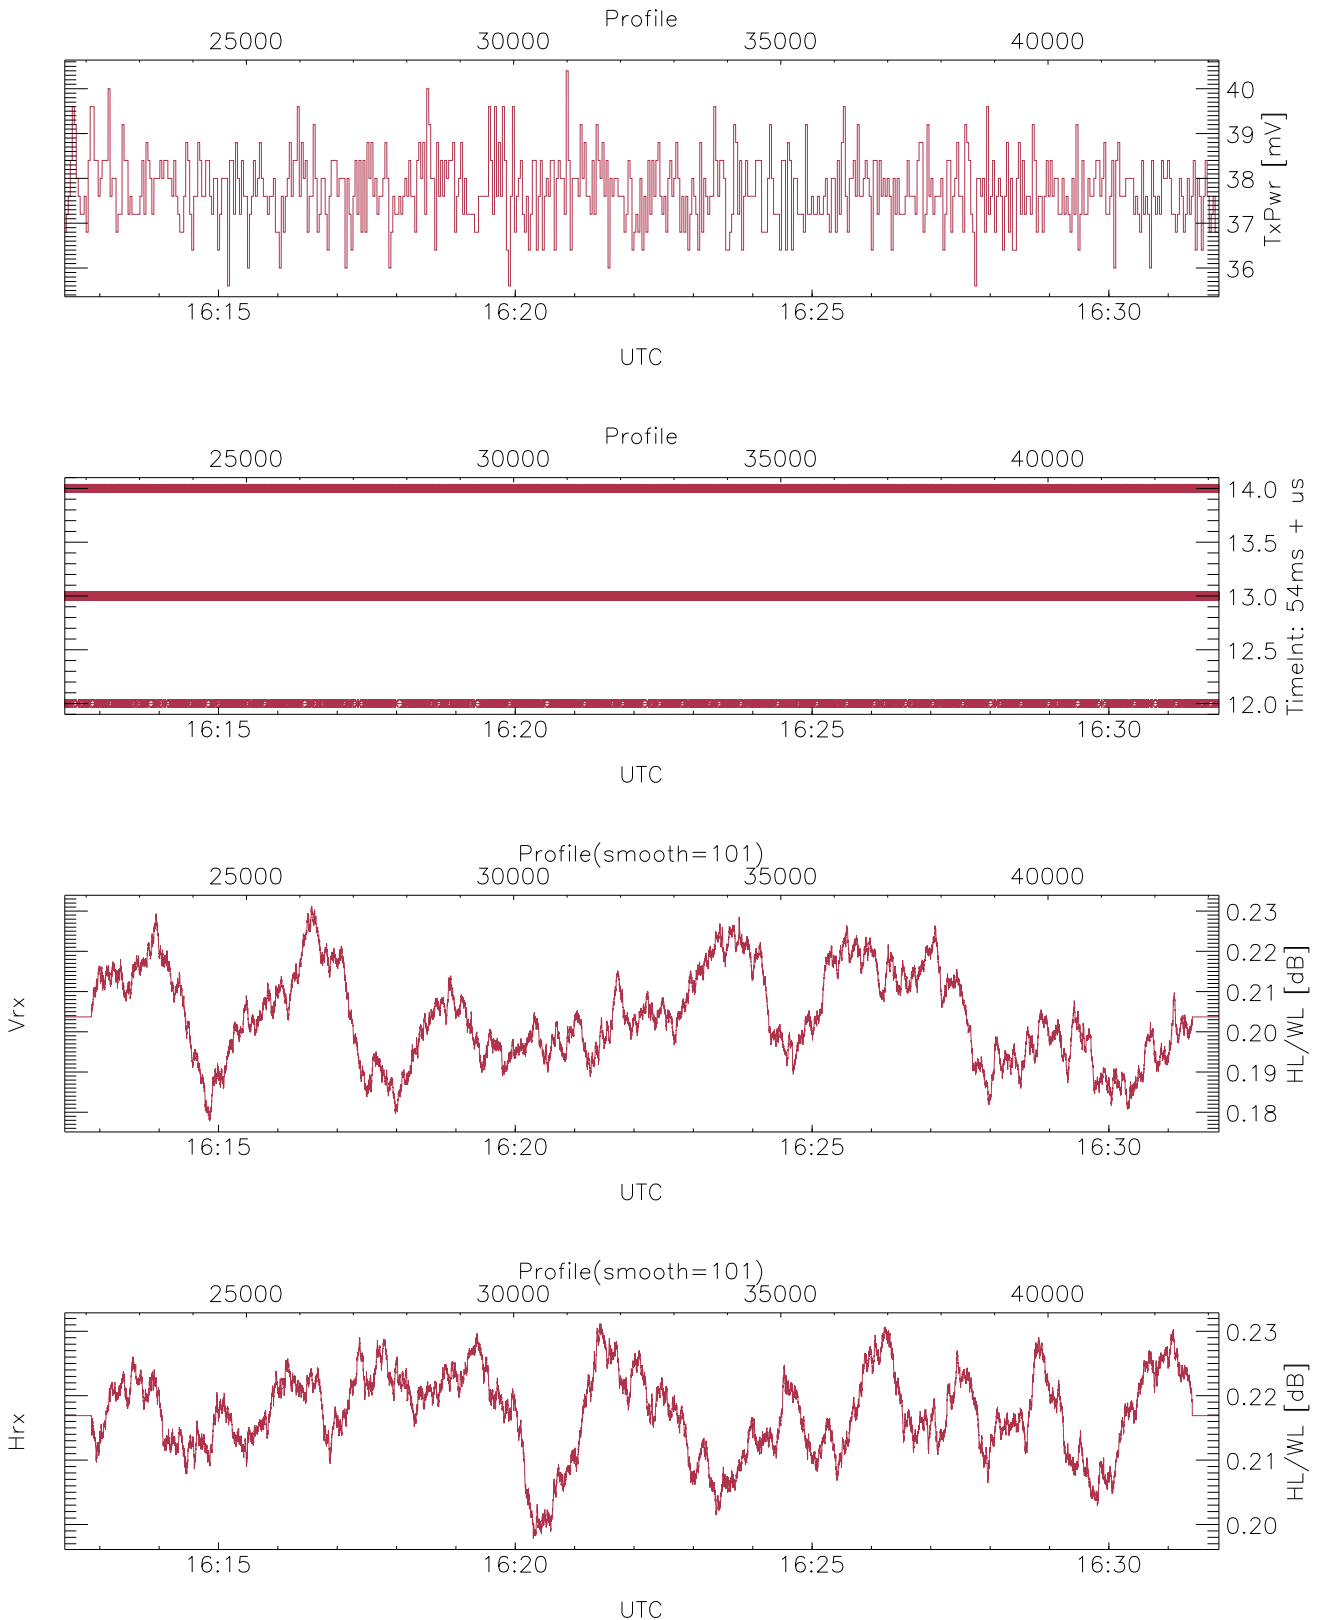 Profile
25000 30000 35000 40000
40
39
38
37
36
TxPwr [mV]
16:15 16:20 16:25 16:30
UTC
Profile
25000 30000 35000 40000
14.0
13.5
13.0
12.5
12.0
TimeInt: 54ms + us
16:15 16:20 16:25 16:30
UTC
Profile(smooth=101)
25000 30000 35000 40000
Vrx
0.23
0.22
0.21
0.20
0.19
0.18
HL/WL [dB]
16:15 16:20 16:25 16:30
UTC
Profile(smooth=101)
25000 30000 35000 40000
Hrx
0.23
0.22
0.21
0.20
HL/WL [dB]
16:15 16:20 16:25 16:30
UTC